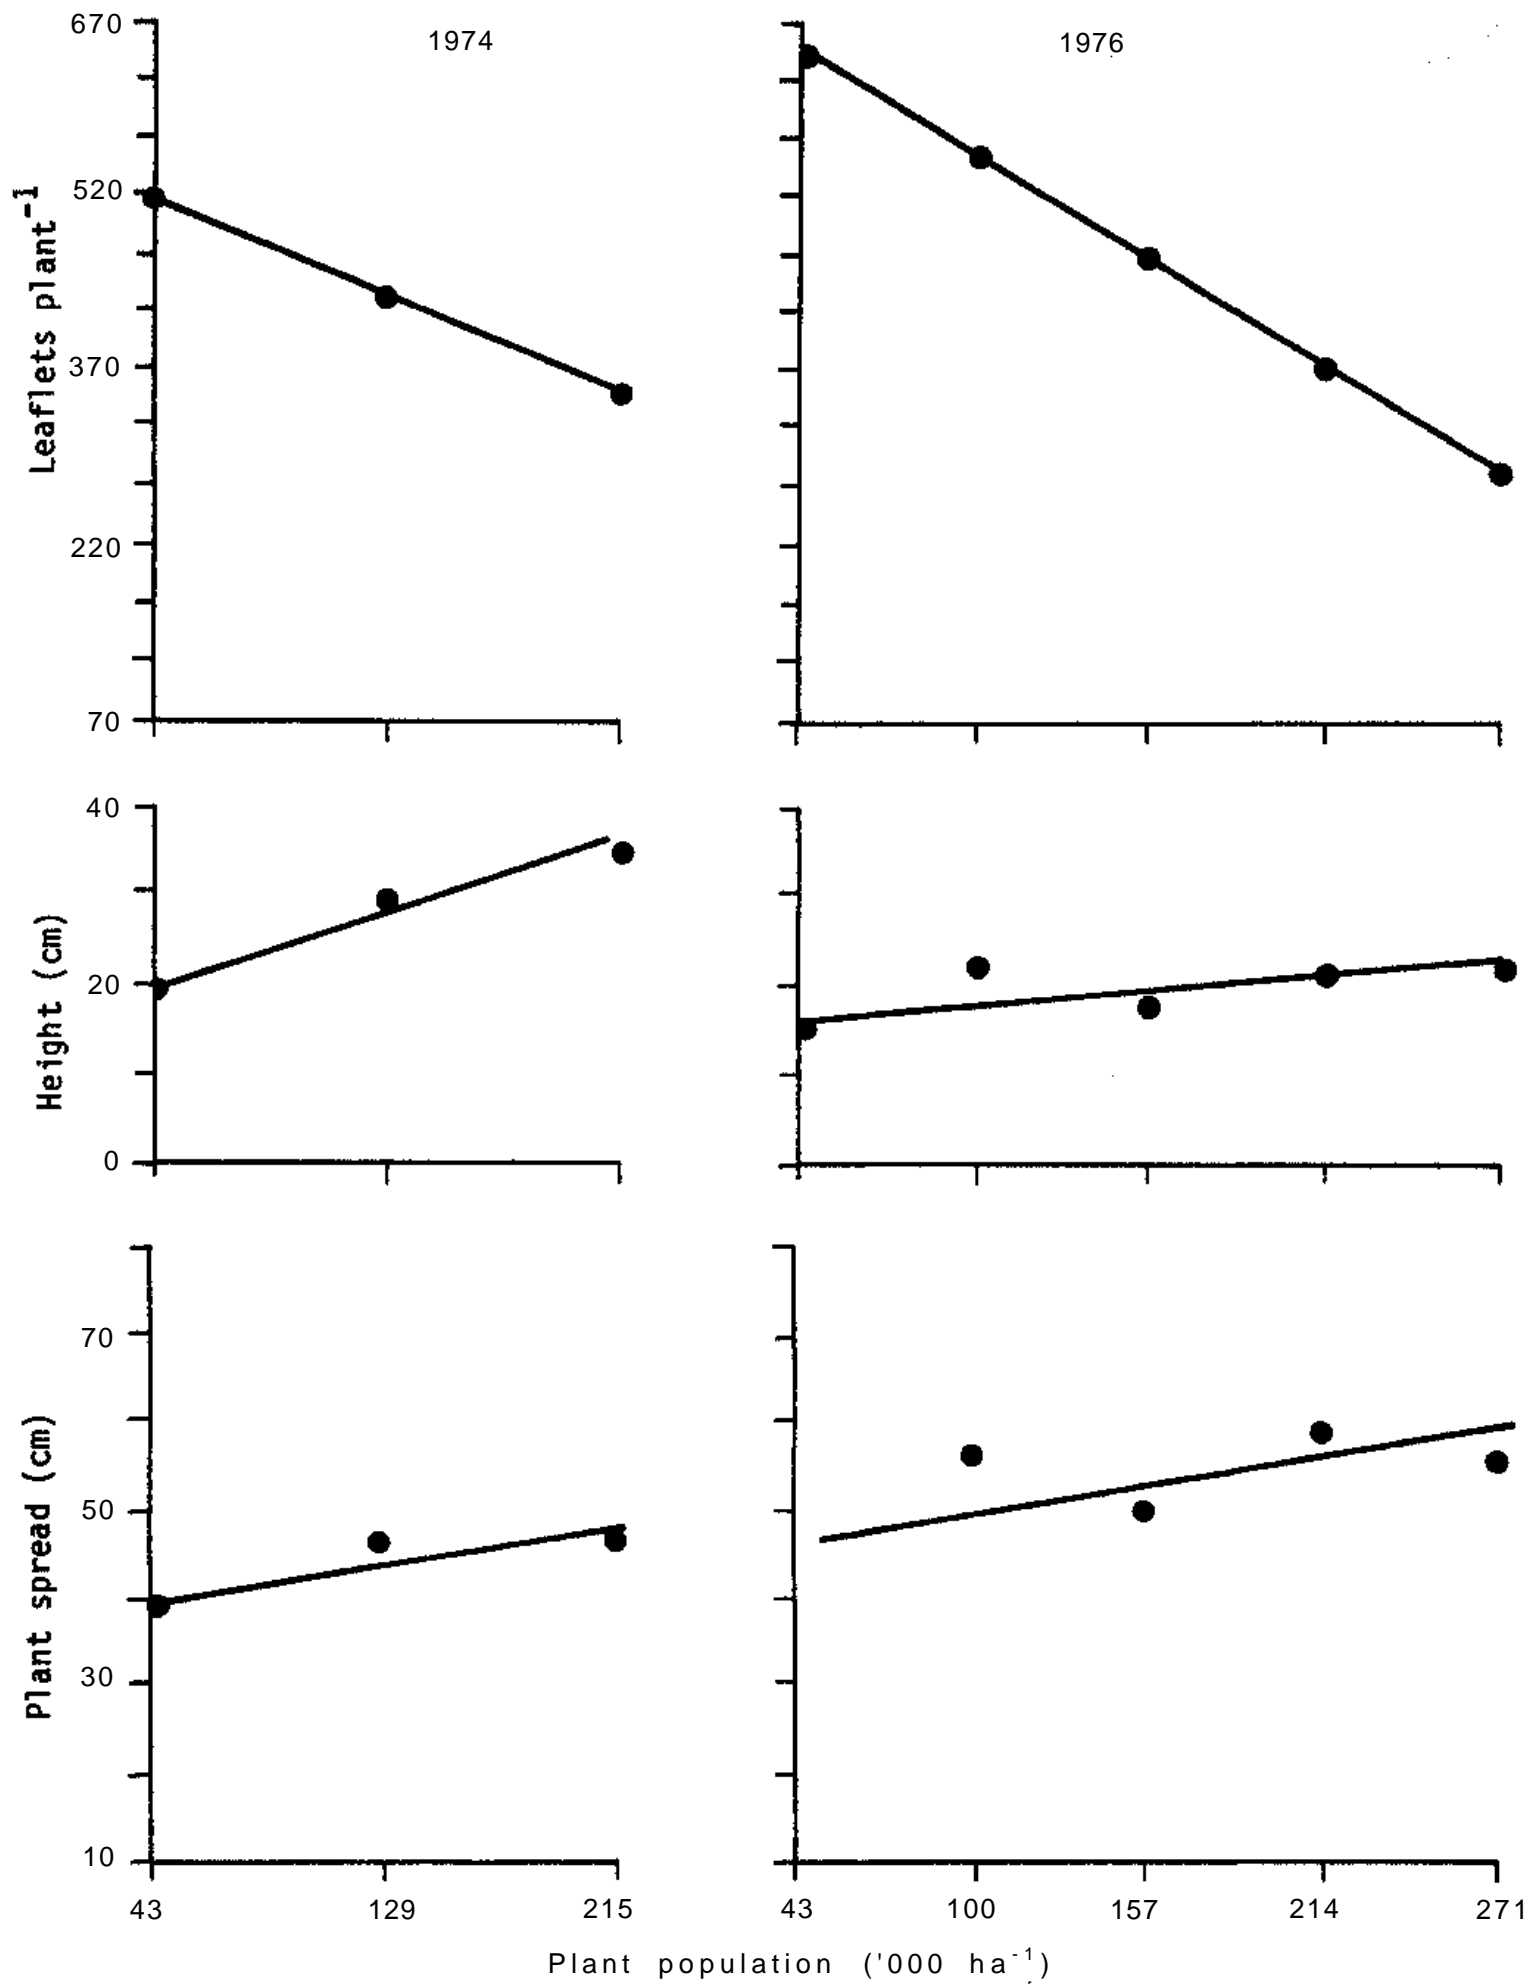 1974
1976
670
520
370
220
70
Leaflets plant⁻¹
40
20
0
Height (cm)
70
50
30
10
Plant spread (cm)
43 129 215
43 100 157 214 271
Plant population ('000 ha⁻¹)